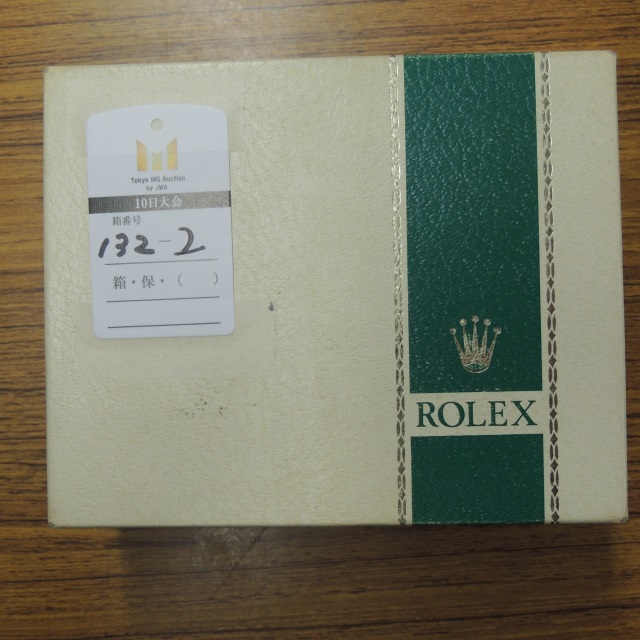 Tokyo MG Auction
by JWA
10日大会
箱番号
132-2
箱・保・（　）
ROLEX